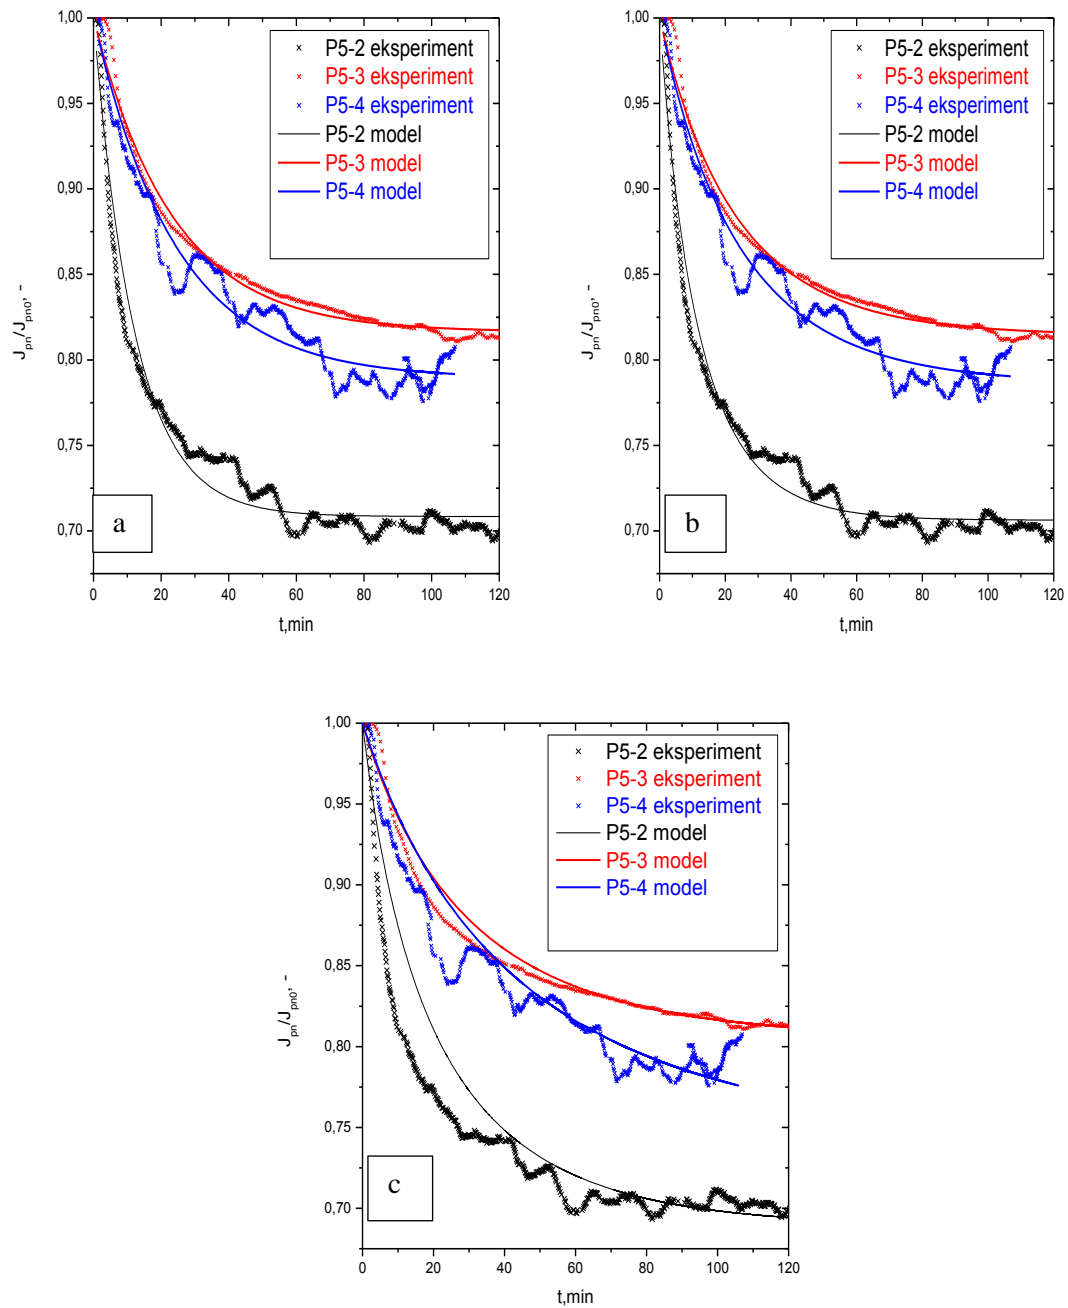 1,00
0,95
0,90
0,85
0,80
0,75
0,70
J_pn/J_pn0, -
P5-2 eksperiment
P5-3 eksperiment
P5-4 eksperiment
P5-2 model
P5-3 model
P5-4 model
a
0 20 40 60 80 100 120
t,min
1,00
0,95
0,90
0,85
0,80
0,75
0,70
J_pn/J_pn0, -
P5-2 eksperiment
P5-3 eksperiment
P5-4 eksperiment
P5-2 model
P5-3 model
P5-4 model
b
0 20 40 60 80 100 120
t,min
1,00
0,95
0,90
0,85
0,80
0,75
0,70
J_pn/J_pn0, -
P5-2 eksperiment
P5-3 eksperiment
P5-4 eksperiment
P5-2 model
P5-3 model
P5-4 model
c
0 20 40 60 80 100 120
t,min